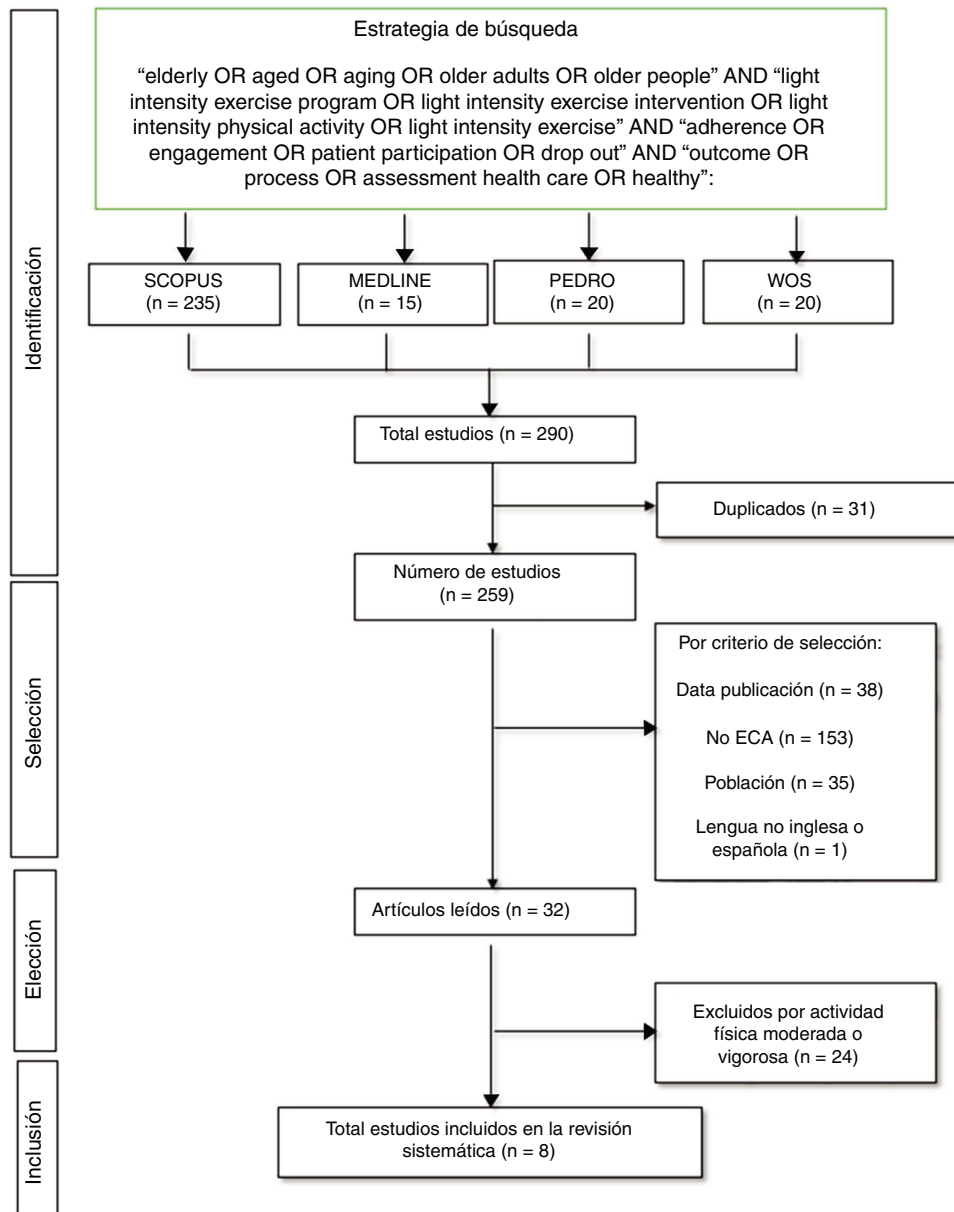 Estrategia de búsqueda
“elderly OR aged OR aging OR older adults OR older people” AND “light
intensity exercise program OR light intensity exercise intervention OR light
intensity physical activity OR light intensity exercise” AND “adherence OR
engagement OR patient participation OR drop out” AND “outcome OR
process OR assessment health care OR healthy”:
Identificación
SCOPUS
(n = 235)
MEDLINE
(n = 15)
PEDRO
(n = 20)
WOS
(n = 20)
Total estudios (n = 290)
Duplicados (n = 31)
Número de estudios
(n = 259)
Selección
Por criterio de selección:
Data publicación (n = 38)
No ECA (n = 153)
Población (n = 35)
Lengua no inglesa o
española (n = 1)
Elección
Artículos leídos (n = 32)
Excluidos por actividad
física moderada o
vigorosa (n = 24)
Inclusión
Total estudios incluidos en la revisión
sistemática (n = 8)